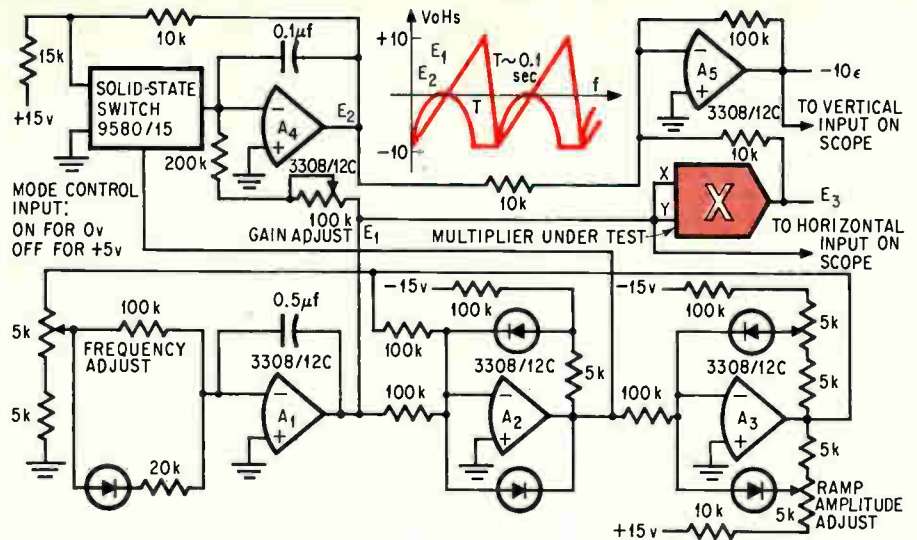 10k
0.1μf
15k
+15v
SOLID-STATE
SWITCH
9580/15
− A4 +
E2
3308/12C
200k
100k
GAIN ADJUST
E1
MODE CONTROL
INPUT:
ON FOR 0v
OFF FOR +5v
VOHS
+10
E1
E2
T~0.1
sec
T
f
-10
10k
100k
− A5 +
3308/12C
-10ε
TO VERTICAL
INPUT ON
SCOPE
10k
X
Y
X
E3
MULTIPLIER UNDER TEST
TO HORIZONTAL
INPUT ON
SCOPE
5k
5k
100k
FREQUENCY
ADJUST
20k
0.5μf
3308/12C
− A1 +
-15v
100k
100k
100k
3308/12C
5k
− A2 +
-15v
100k
5k
5k
100k
3308/12C
− A3 +
5k
5k
RAMP
AMPLITUDE
ADJUST
10k
+15v